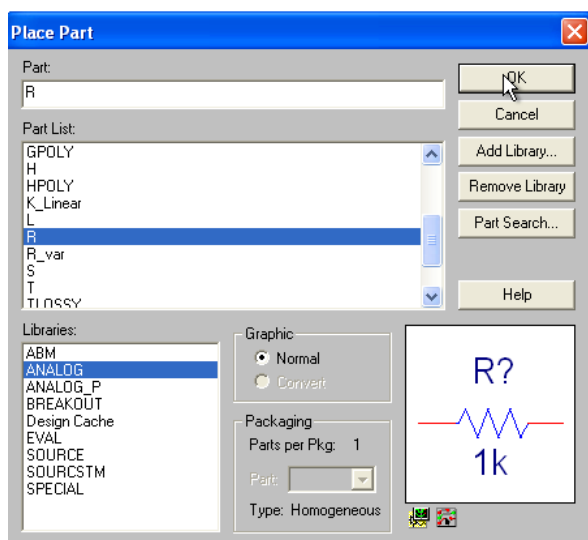 Place Part
Part:
R
OK
Cancel
Add Library...
Remove Library
Part Search...
Help
Part List:
GPOLY
H
HPOLY
K_Linear
L
R
R_var
S
T
TLOSSY
Libraries:
ABM
ANALOG
ANALOG_P
BREAKOUT
Design Cache
EVAL
SOURCE
SOURCSTM
SPECIAL
Graphic
Normal
Convert
Packaging
Parts per Pkg: 1
Part:
Type: Homogeneous
R?
1k